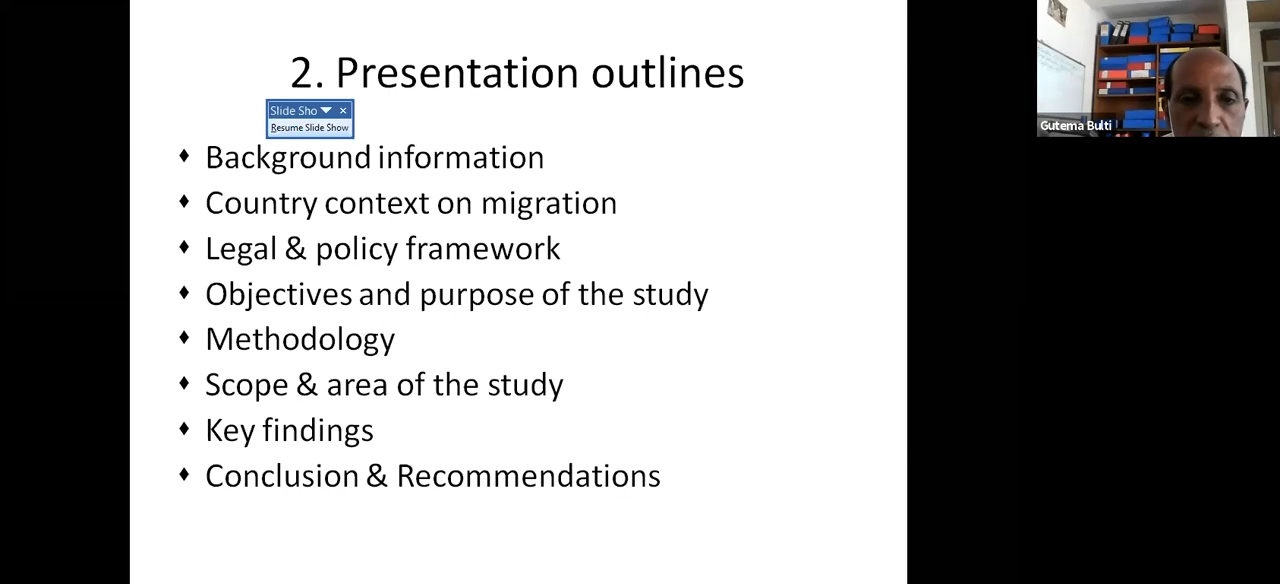 2. Presentation outlines
Slide Sho
Resume Slide Show
Background information
Country context on migration
Legal & policy framework
Objectives and purpose of the study
Methodology
Scope & area of the study
Key findings
Conclusion & Recommendations
Gutema Bulti